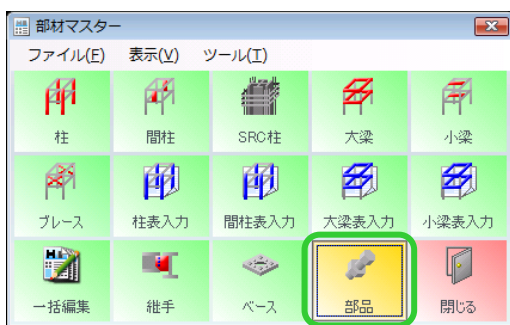 部材マスター
ファイル(F) 表示(V) ツール(T)
柱 間柱 SRC柱 大梁 小梁
ブレース 柱表入力 間柱表入力 大梁表入力 小梁表入力
一括編集 継手 ベース 部品 閉じる